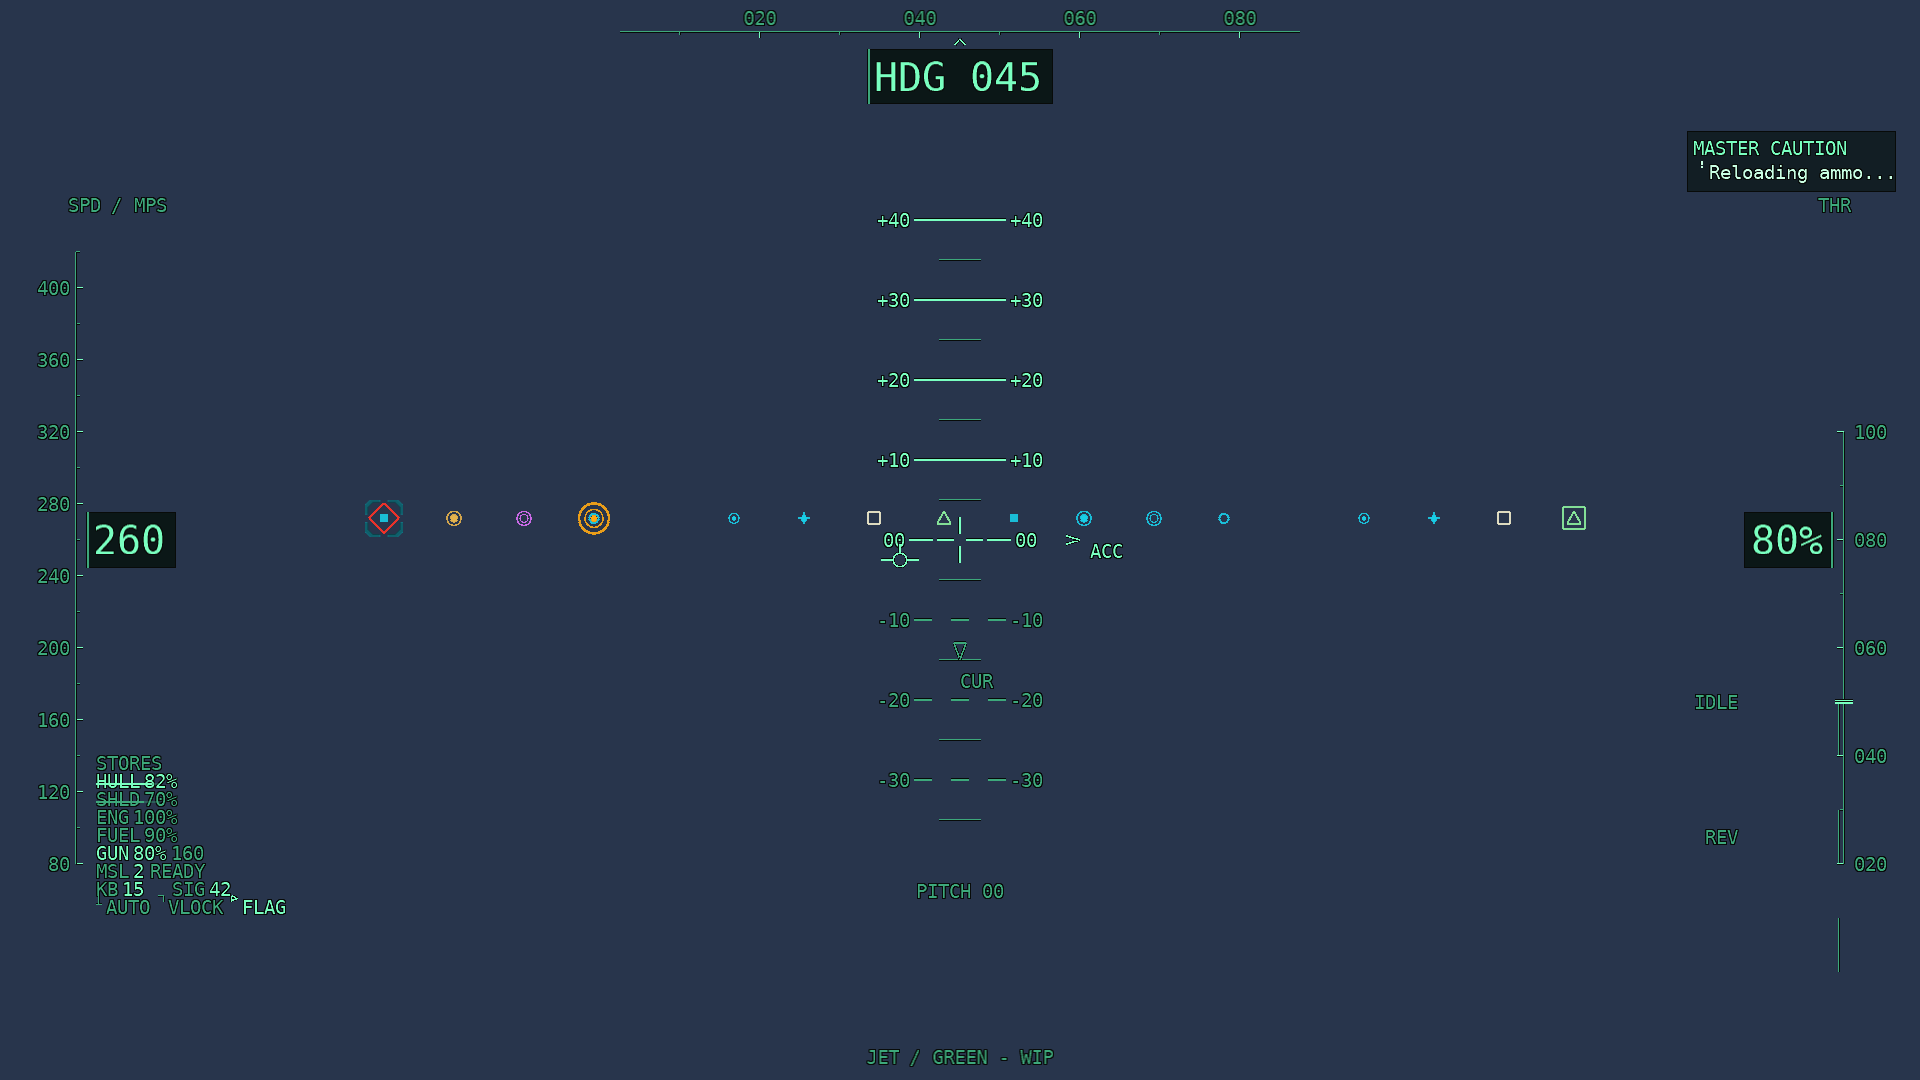 020 040 060 080
HDG 045
MASTER CAUTION
Reloading ammo...
SPD / MPS
THR
400
360
320
280
240
200
160
120
80
260
+40 +40
+30 +30
+20 +20
+10 +10
00 00
ACC
-10 -10
CUR
-20 -20
-30 -30
PITCH 00
80%
100
080
060
040
020
IDLE
REV
STORES
HULL 82%
SHLD 70%
ENG 100%
FUEL 90%
GUN 80% 160
MSL 2 READY
KB 15 SIG 42
AUTO VLOCK FLAG
JET / GREEN - WIP